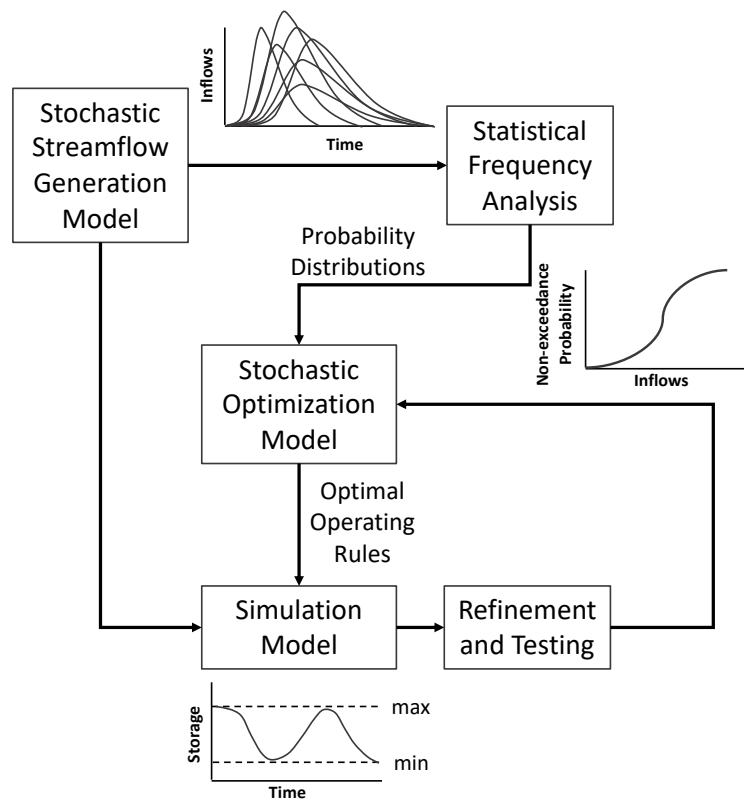 Inflows
Time
Stochastic
Streamflow
Generation
Model
Statistical
Frequency
Analysis
Probability
Distributions
Non-exceedance
Probability
Inflows
Stochastic
Optimization
Model
Optimal
Operating
Rules
Simulation
Model
Refinement
and Testing
Storage
max
min
Time